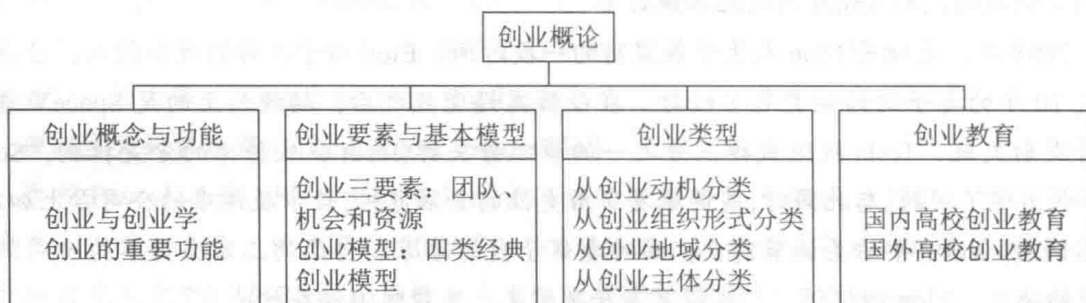 创业概论
创业概念与功能
创业与创业学
创业的重要功能
创业要素与基本模型
创业三要素：团队、
机会和资源
创业模型：四类经典
创业模型
创业类型
从创业动机分类
从创业组织形式分类
从创业地域分类
从创业主体分类
创业教育
国内高校创业教育
国外高校创业教育